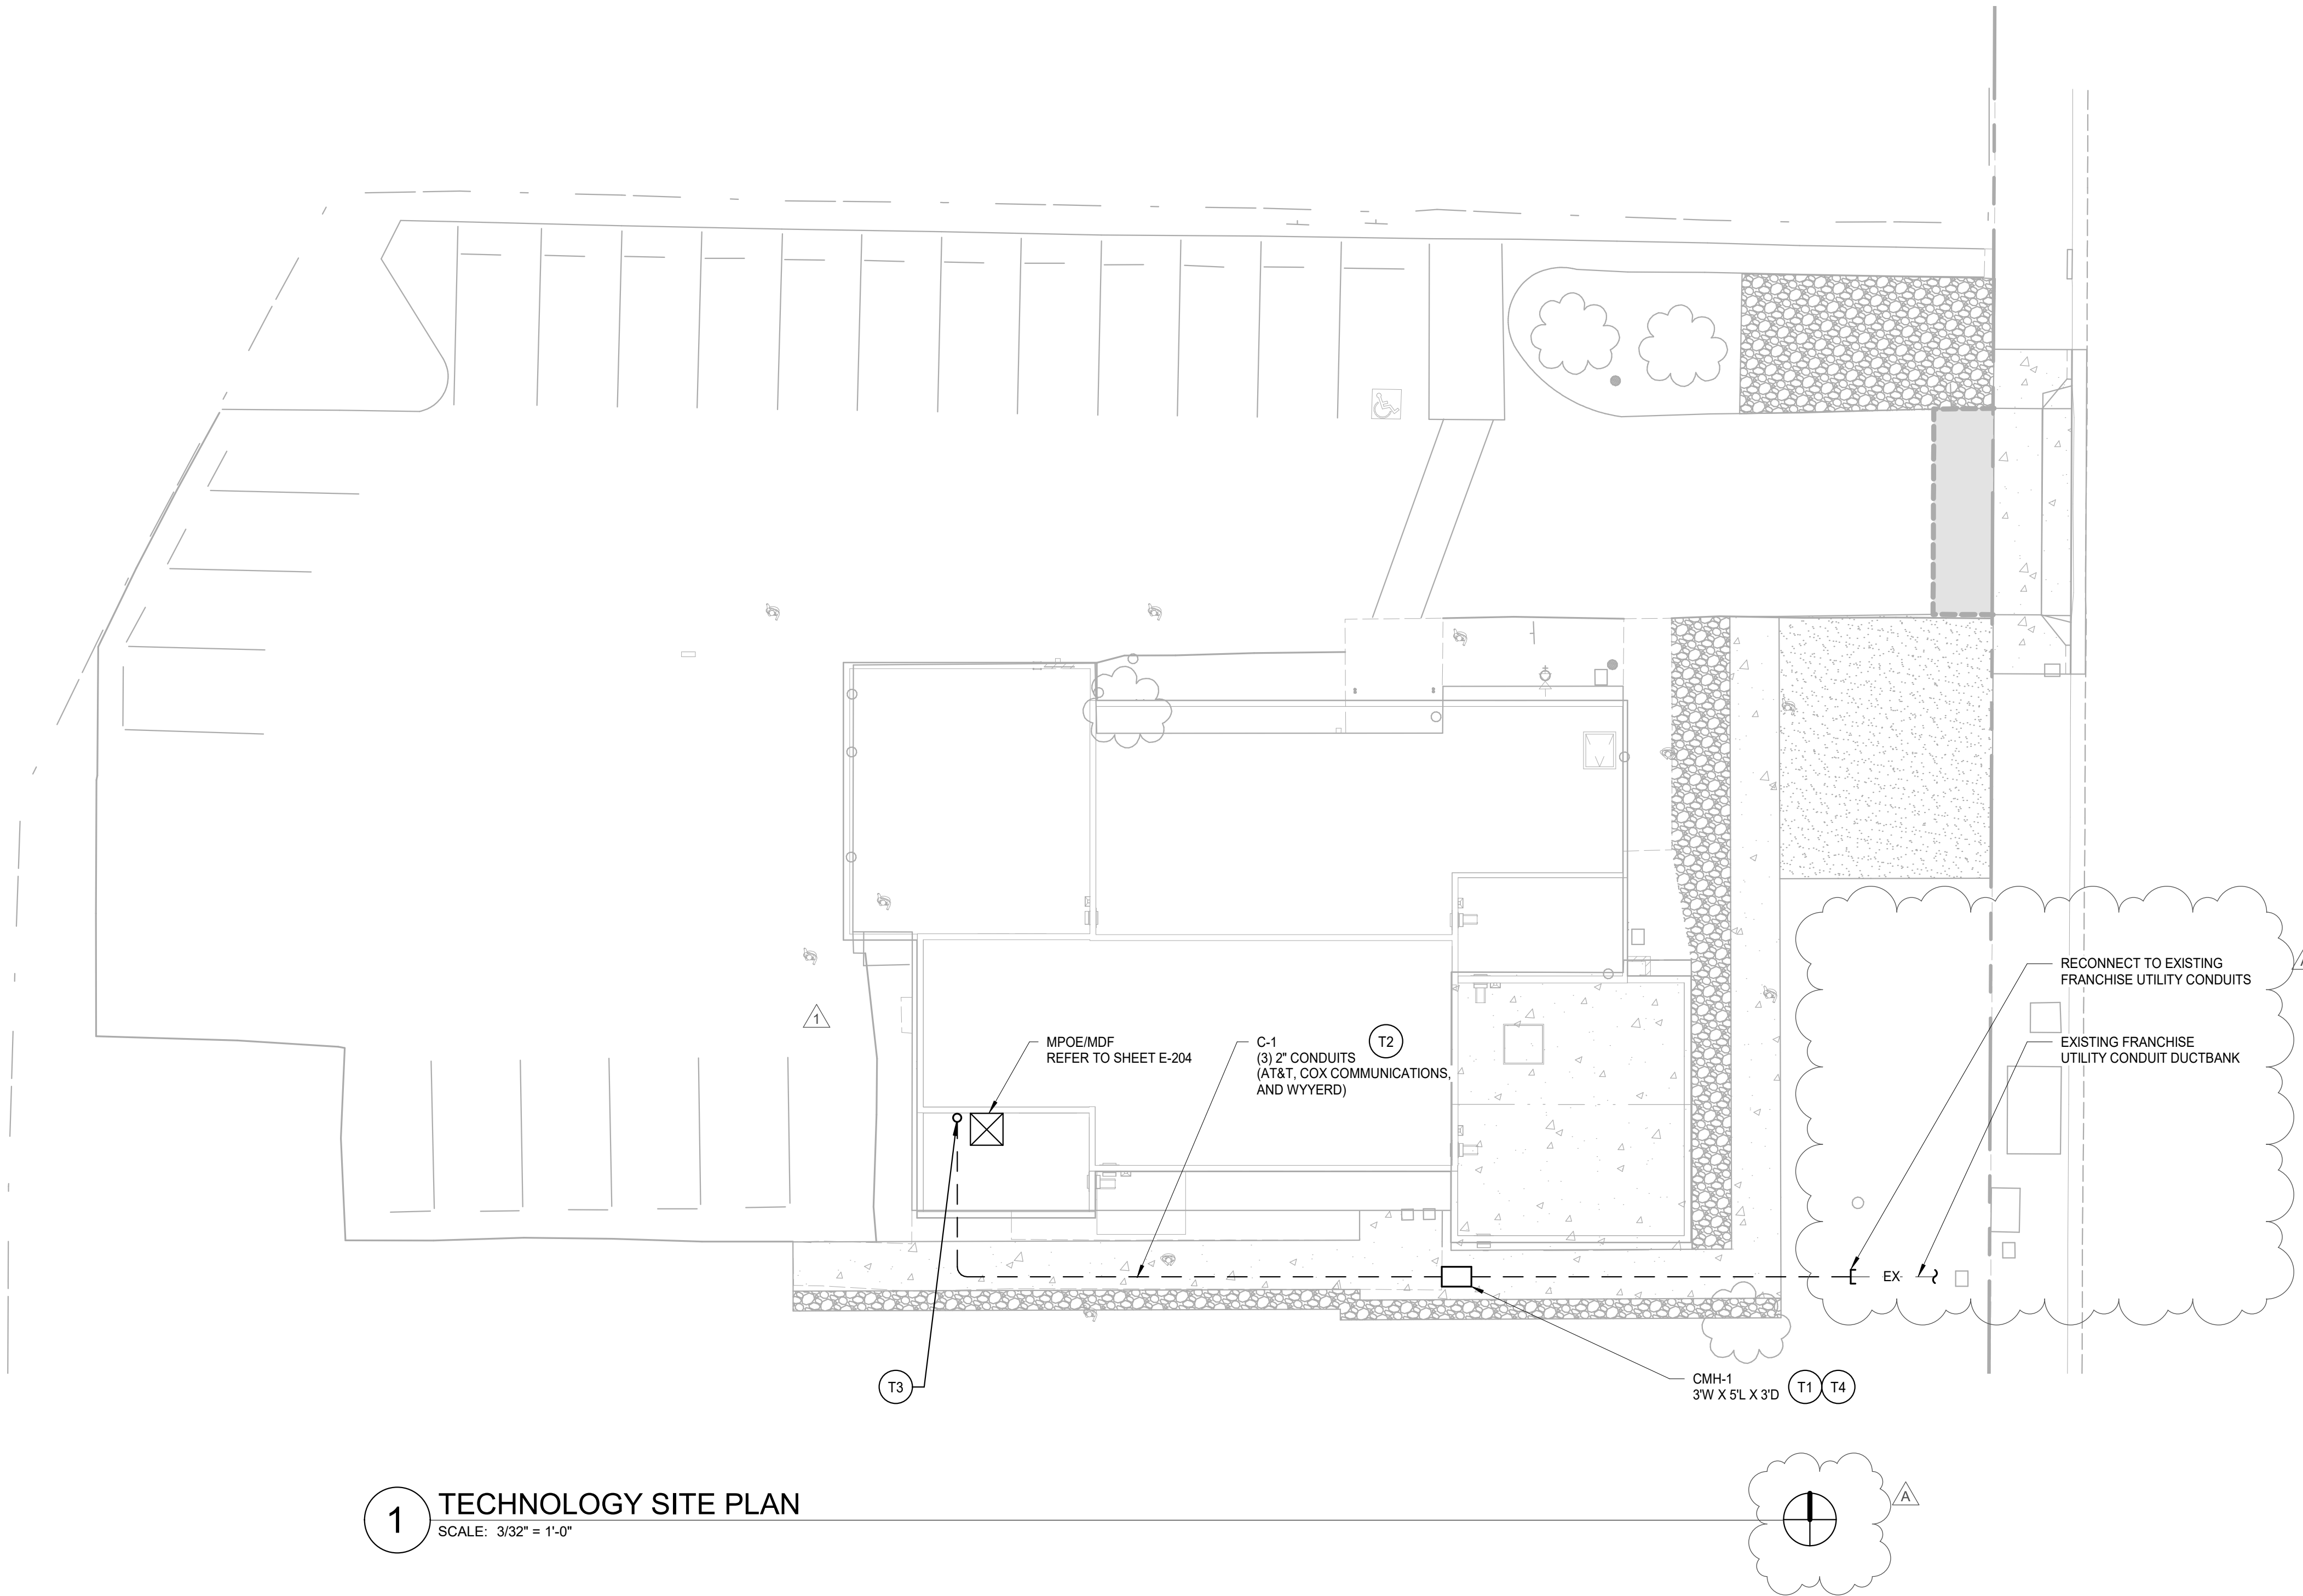 RECONNECT TO EXISTING
FRANCHISE UTILITY CONDUITS
A
EXISTING FRANCHISE
UTILITY CONDUIT DUCTBANK
1
MPOE/MDF
REFER TO SHEET E-204
C-1
(3) 2" CONDUITS
(AT&T, COX COMMUNICATIONS,
AND WYYERD)
T2
EX
T3
CMH-1
3'W X 5'L X 3'D
T1
T4
1
TECHNOLOGY SITE PLAN
SCALE: 3/32" = 1'-0"
A